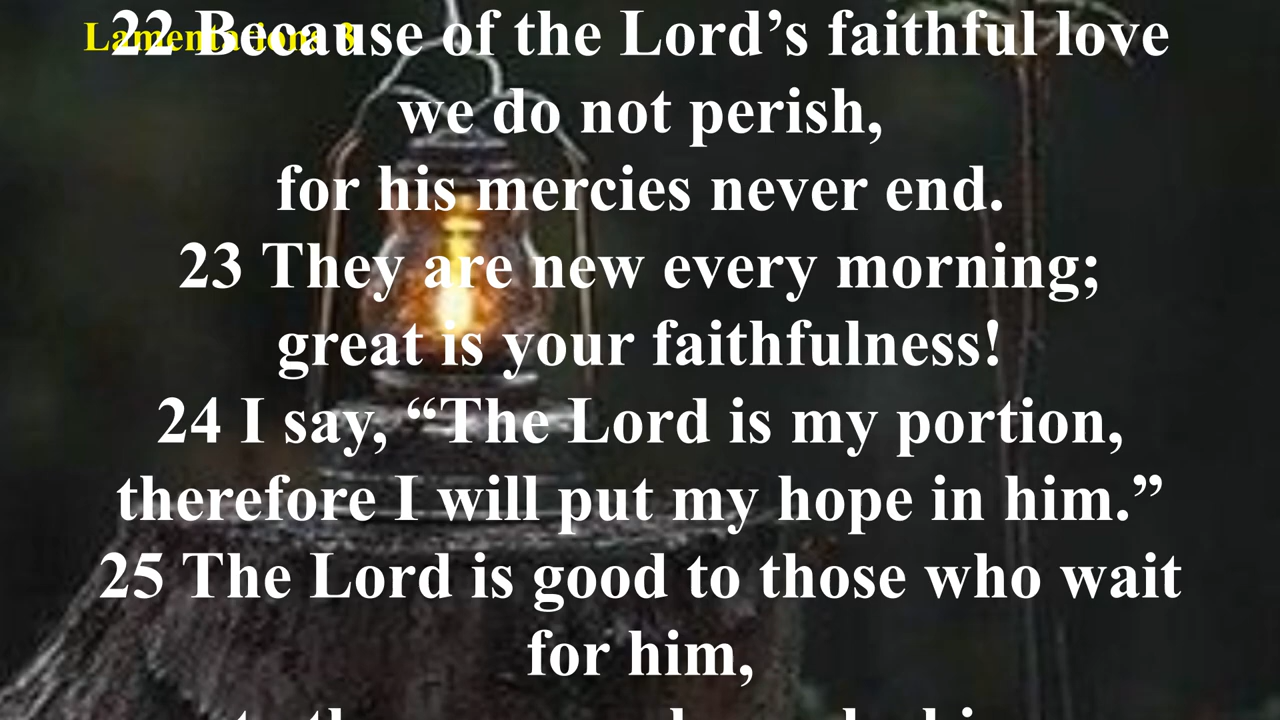 Lamentations 3
22 Because of the Lord’s faithful love
we do not perish,
for his mercies never end.
23 They are new every morning;
great is your faithfulness!
24 I say, “The Lord is my portion,
therefore I will put my hope in him.”
25 The Lord is good to those who wait
for him,